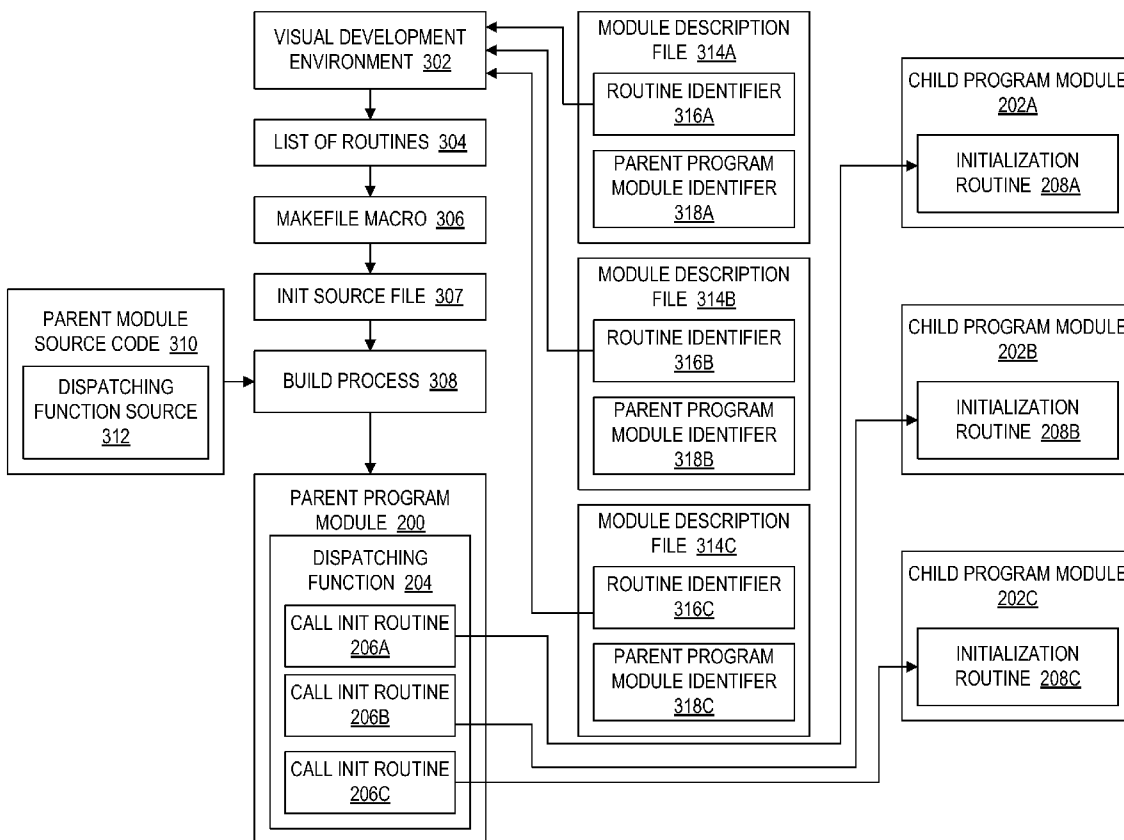 VISUAL DEVELOPMENT
ENVIRONMENT 302
LIST OF ROUTINES 304
MAKEFILE MACRO 306
INIT SOURCE FILE 307
PARENT MODULE
SOURCE CODE 310
DISPATCHING
FUNCTION SOURCE
312
BUILD PROCESS 308
PARENT PROGRAM
MODULE 200
DISPATCHING
FUNCTION 204
CALL INIT ROUTINE
206A
CALL INIT ROUTINE
206B
CALL INIT ROUTINE
206C
MODULE DESCRIPTION
FILE 314A
ROUTINE IDENTIFIER
316A
PARENT PROGRAM
MODULE IDENTIFER
318A
MODULE DESCRIPTION
FILE 314B
ROUTINE IDENTIFIER
316B
PARENT PROGRAM
MODULE IDENTIFER
318B
MODULE DESCRIPTION
FILE 314C
ROUTINE IDENTIFIER
316C
PARENT PROGRAM
MODULE IDENTIFER
318C
CHILD PROGRAM MODULE
202A
INITIALIZATION
ROUTINE 208A
CHILD PROGRAM MODULE
202B
INITIALIZATION
ROUTINE 208B
CHILD PROGRAM MODULE
202C
INITIALIZATION
ROUTINE 208C